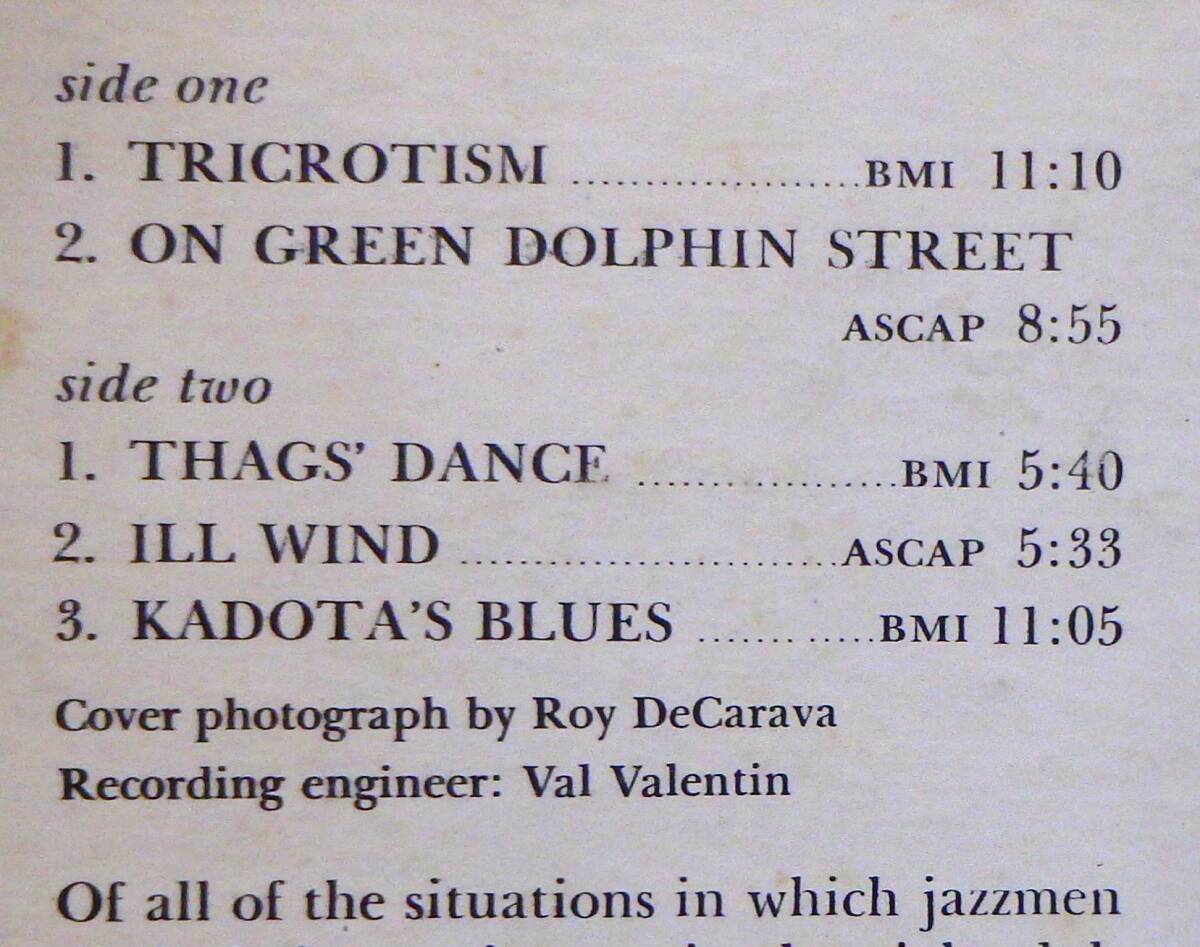 side one
1. TRICROTISM ....................BMI 11:10
2. ON GREEN DOLPHIN STREET
ASCAP 8:55
side two
1. THAGS' DANCE ..................BMI 5:40
2. ILL WIND ..........................ASCAP 5:33
3. KADOTA'S BLUES ............BMI 11:05
Cover photograph by Roy DeCarava
Recording engineer: Val Valentin
Of all of the situations in which jazzmen